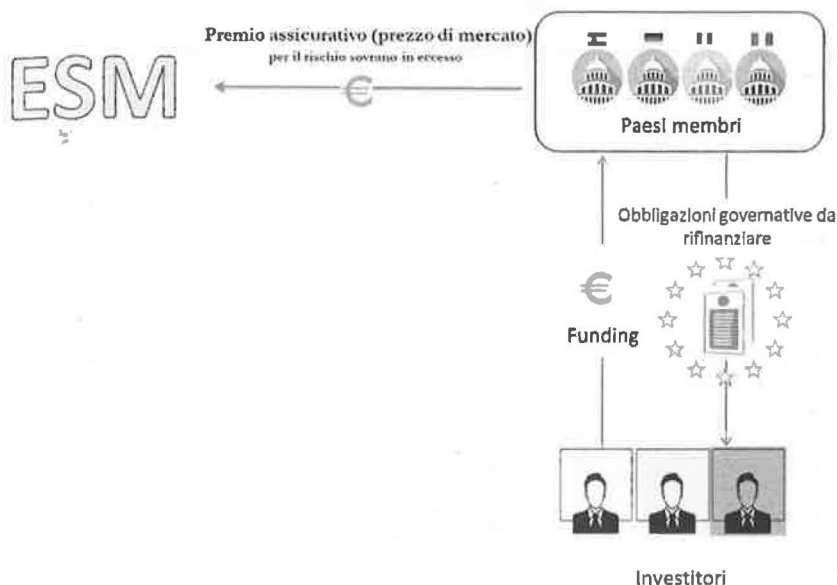 Premio assicurativo (prezzo di mercato)
per il rischio sovrano in eccesso
ESM
€
Paesi membri
Obbligazioni governative da
rifinanziare
€
Funding
Investitori